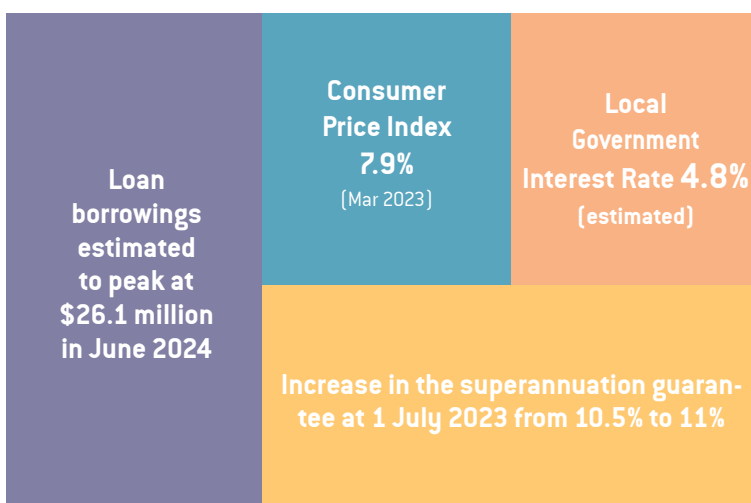 Loan
borrowings
estimated
to peak at
$26.1 million
in June 2024
Consumer
Price Index
7.9%
(Mar 2023)
Local
Government
Interest Rate 4.8%
(estimated)
Increase in the superannuation guaran-
tee at 1 July 2023 from 10.5% to 11%